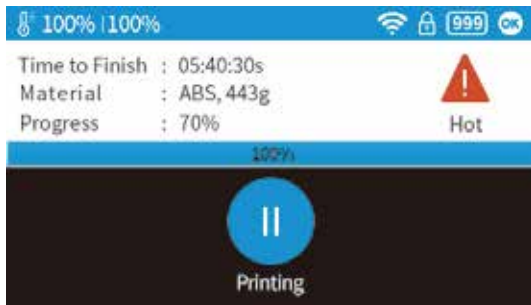 100% | 100% 999 OK
Time to Finish : 05:40:30s
Material : ABS, 443g
Progress : 70%
Hot
100%
Printing